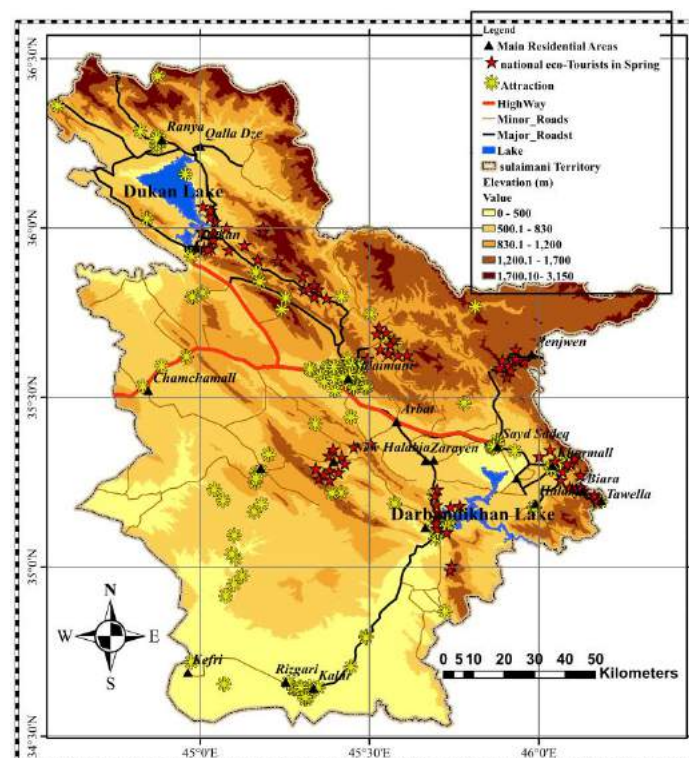 Legend
Main Residential Areas
national eco-Tourists in Spring
Attraction
HighWay
Minor_Roads
Major_Roadst
Lake
sulaimani Territory
Elevation (m)
Value
0 - 500
500.1 - 830
830.1 - 1,200
1,200.1 - 1,700
1,700.10- 3,150
36°30'N
36°0'N
35°30'N
35°0'N
34°30'N
Ranya
Qalla Dze
Dukan Lake
Penjwen
Chamchamall
Arbat
Sayd Sadeq
New Halabja
Zarayen
Khurmall
Biara
Tawella
Darbandikhan Lake
N
W
E
S
Kefri
Rizgari
Kalar
0 5 10 20 30 40 50
Kilometers
45°0'E
45°30'E
46°0'E